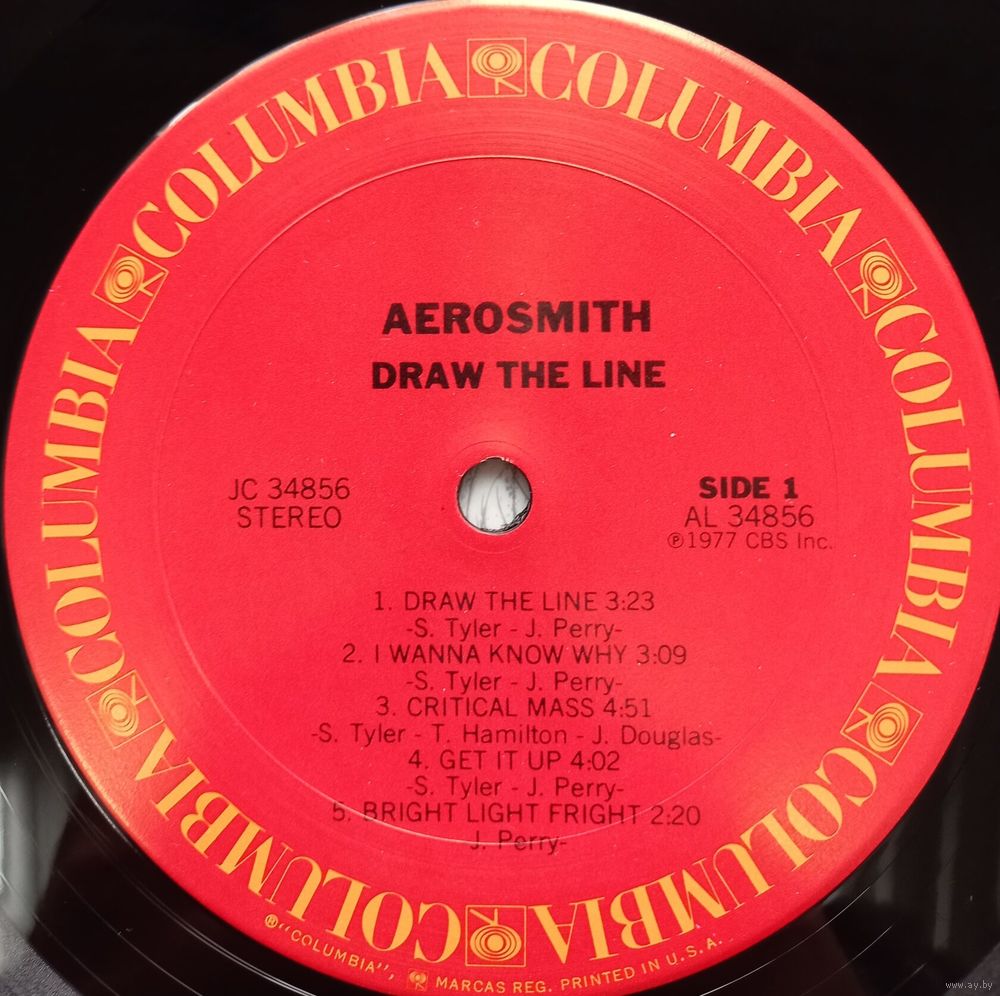 COLUMBIA COLUMBIA COLUMBIA COLUMBIA COLUMBIA COLUMBIA
AEROSMITH
DRAW THE LINE
JC 34856
STEREO
SIDE 1
AL 34856
℗1977 CBS Inc.
1. DRAW THE LINE 3:23
-S. Tyler - J. Perry-
2. I WANNA KNOW WHY 3:09
-S. Tyler - J. Perry-
3. CRITICAL MASS 4:51
-S. Tyler - T. Hamilton - J. Douglas-
4. GET IT UP 4:02
-S. Tyler - J. Perry-
5. BRIGHT LIGHT FRIGHT 2:20
J. Perry-
®"COLUMBIA", MARCAS REG. PRINTED IN U.S.A.
www.ay.by